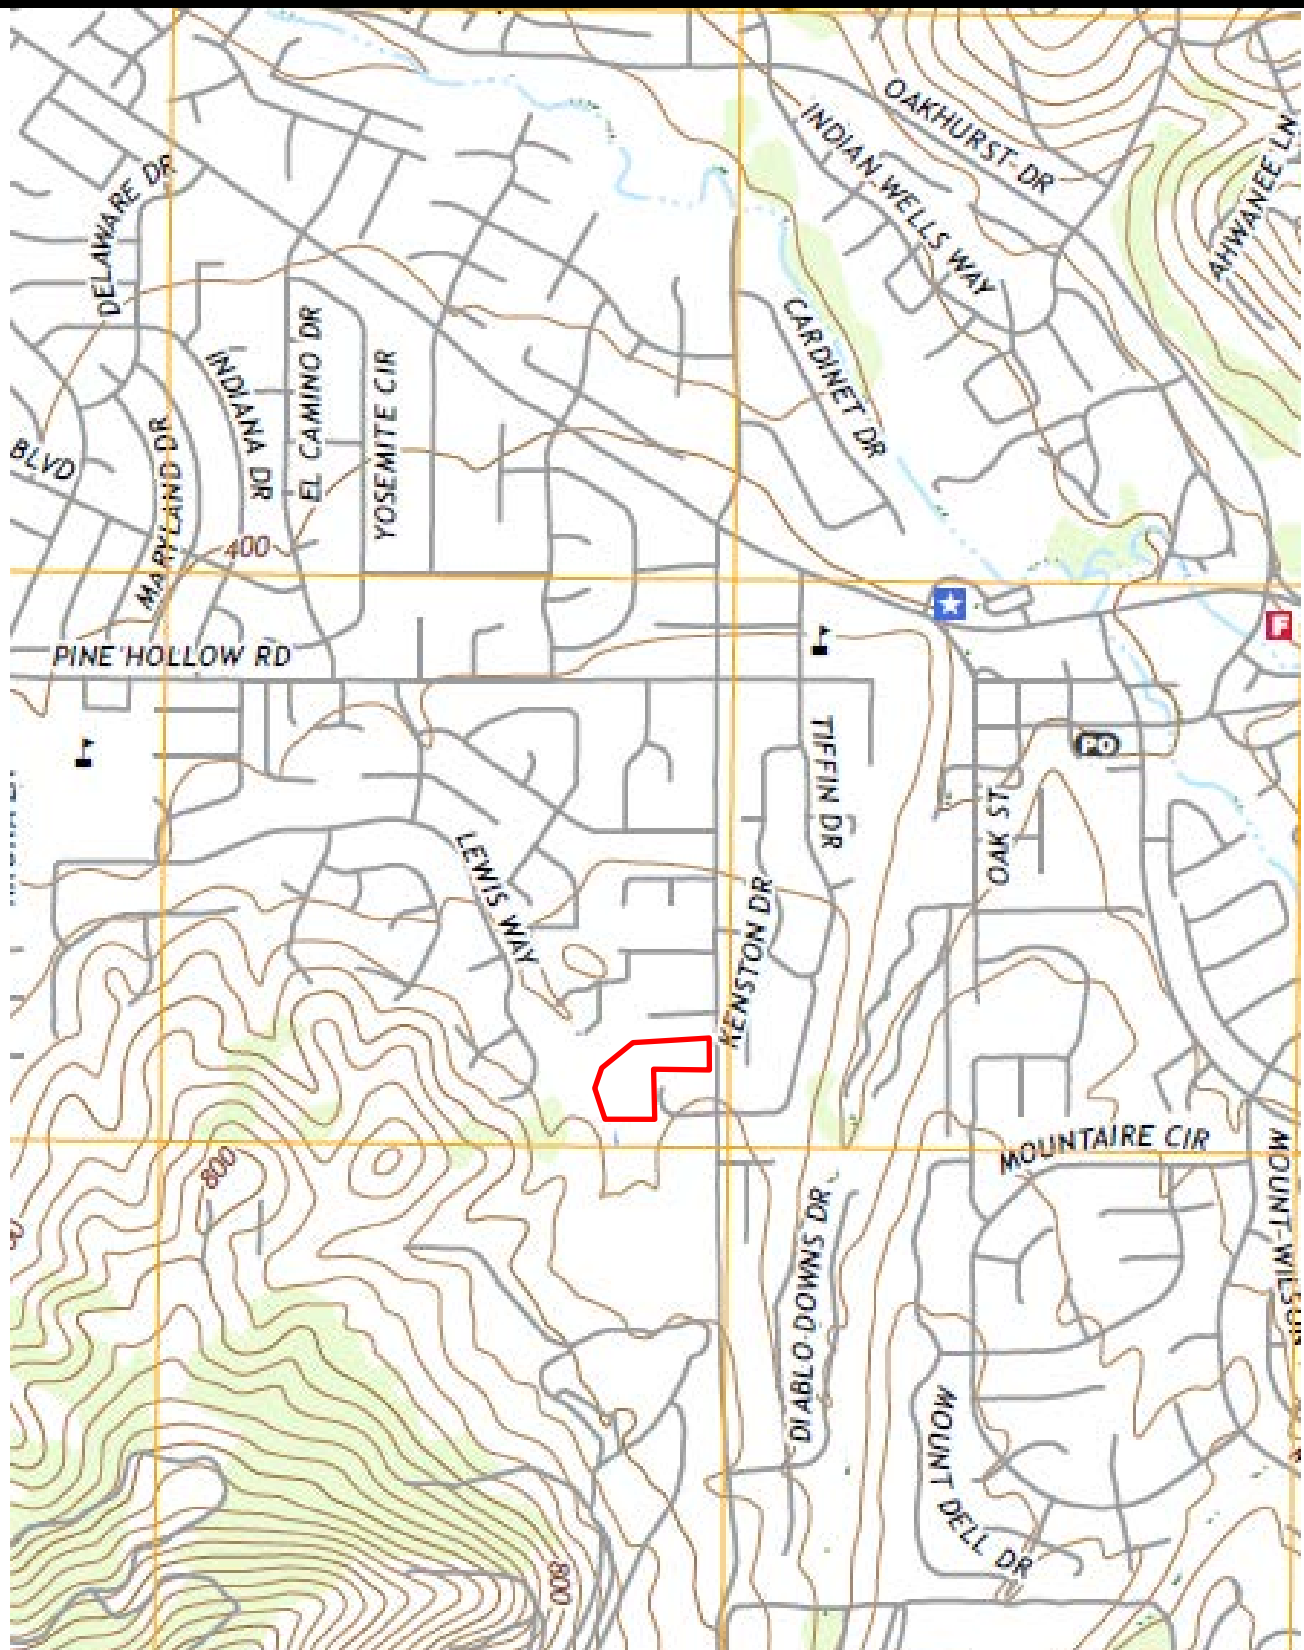 OAKHURST DR
INDIAN WELLS WAY
AHWANEE LN
DELAWARE DR
CARDINET DR
EL CAMINO DR
INDIANA DR
YOSEMITE CIR
MARYLAND DR
BLVD
400
F
PINE HOLLOW RD
TIFFIN DR
PO
OAK ST
LEWIS WAY
KENSTON DR
MOUNTAIRE CIR
800
MOUNT WILSON
DIABLO DOWNS DR
MOUNT DELL DR
800